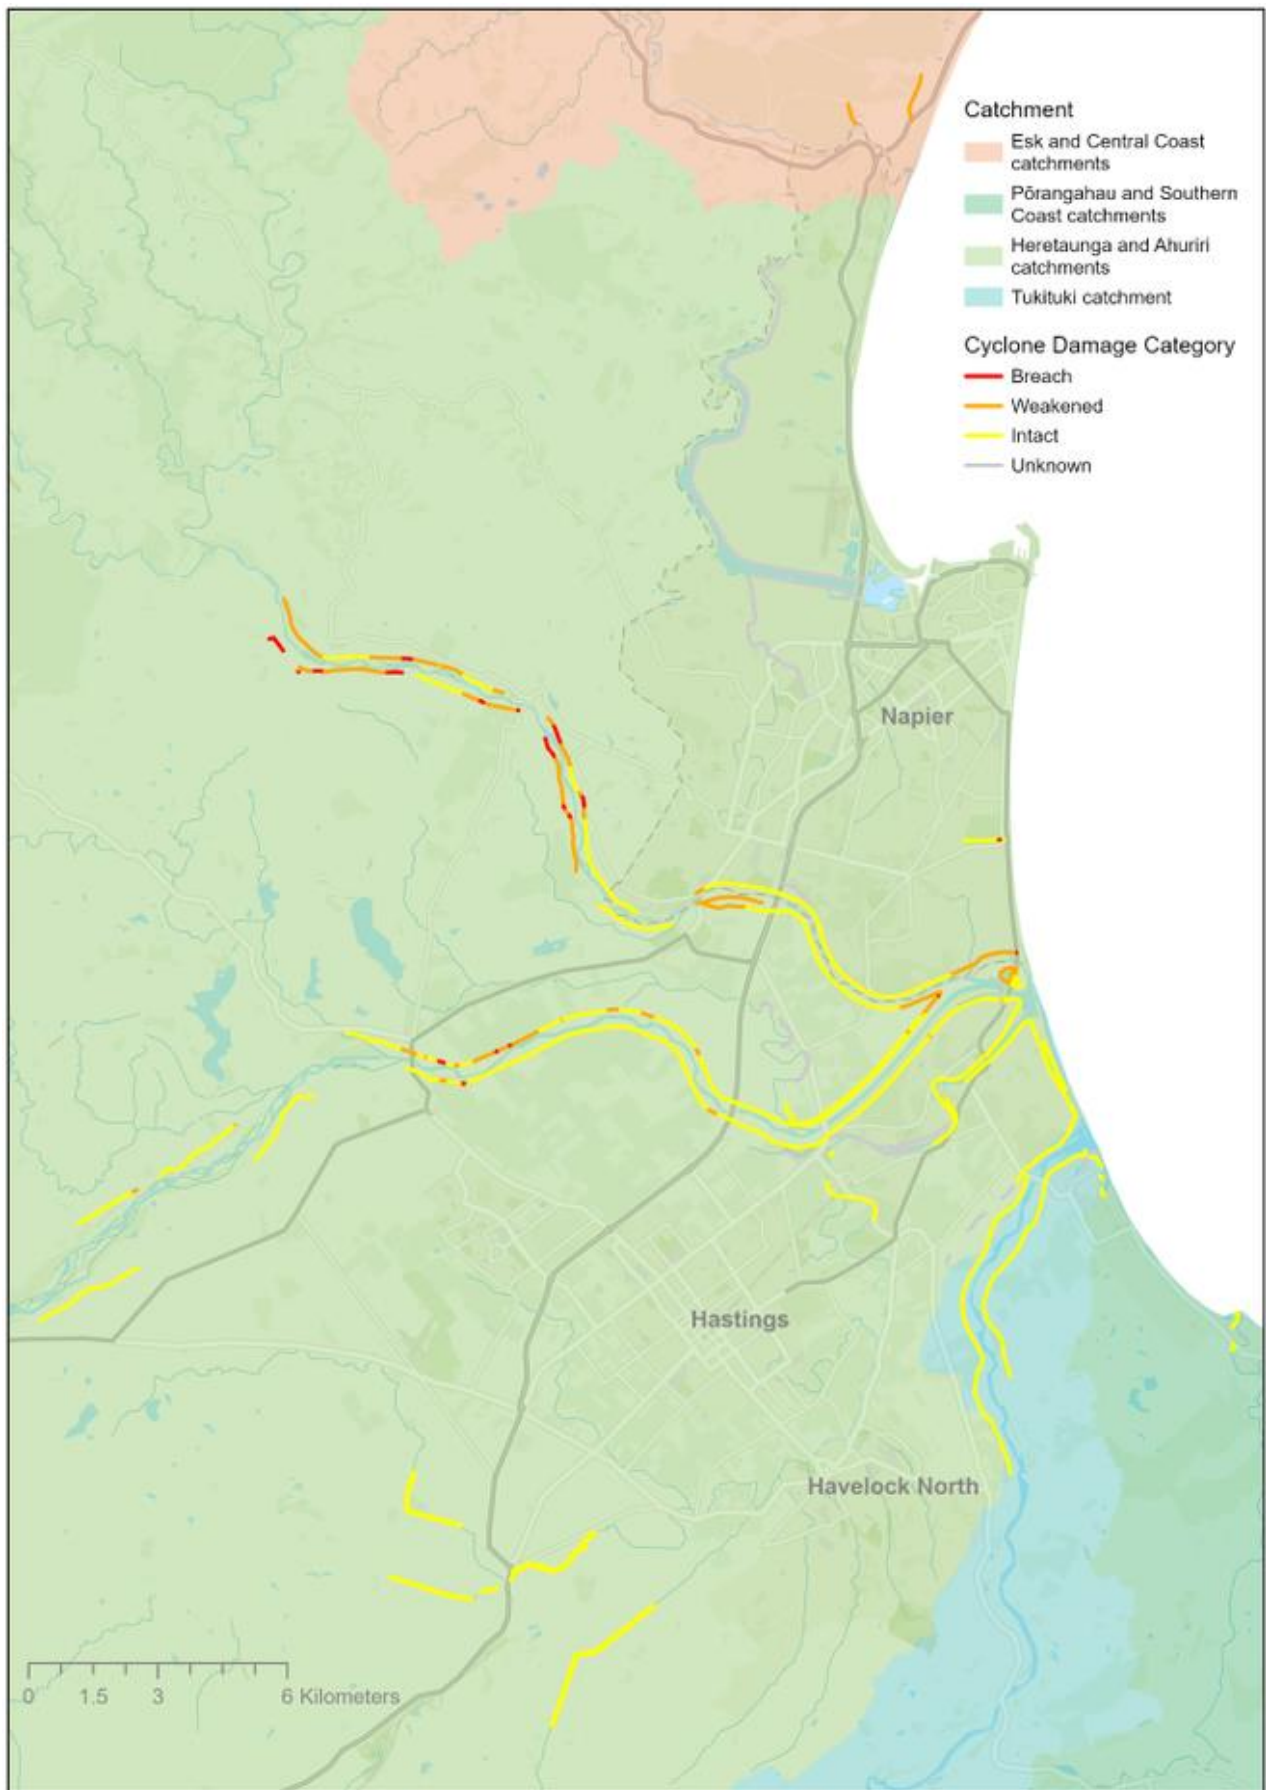 Catchment
Esk and Central Coast
catchments
Pōrangahau and Southern
Coast catchments
Heretaunga and Ahuriri
catchments
Tukituki catchment
Cyclone Damage Category
Breach
Weakened
Intact
Unknown
Napier
Hastings
Havelock North
0 1.5 3 6 Kilometers